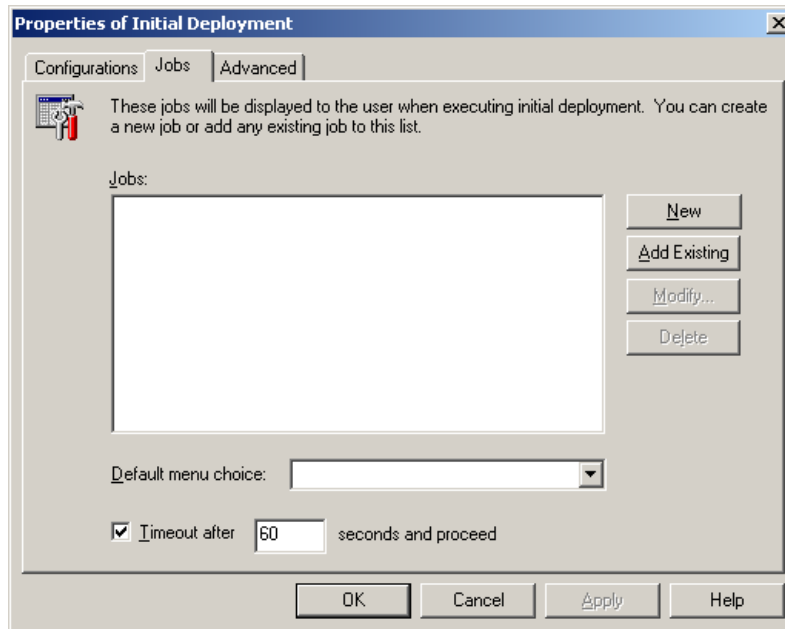 Properties of Initial Deployment
Configurations
Jobs
Advanced
These jobs will be displayed to the user when executing initial deployment. You can create
a new job or add any existing job to this list.
Jobs:
New
Add Existing
Modify...
Delete
Default menu choice:
Timeout after 60 seconds and proceed
OK
Cancel
Apply
Help